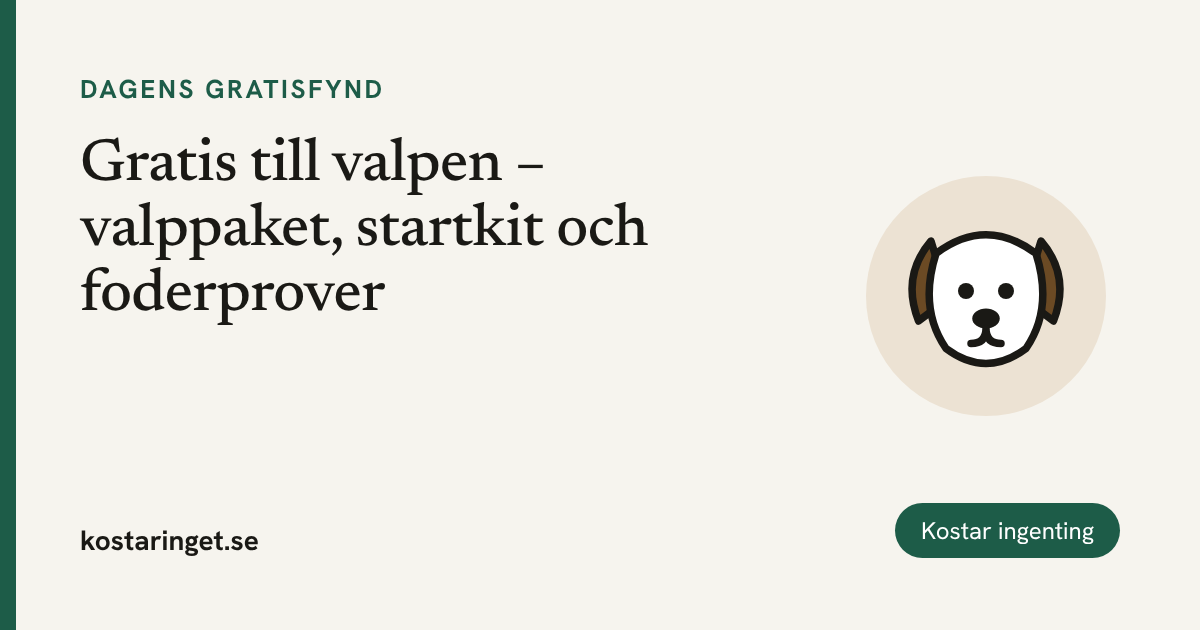 DAGENS GRATISFYND
Gratis till valpen –
valppaket, startkit och
foderprover
kostaringet.se
Kostar ingenting